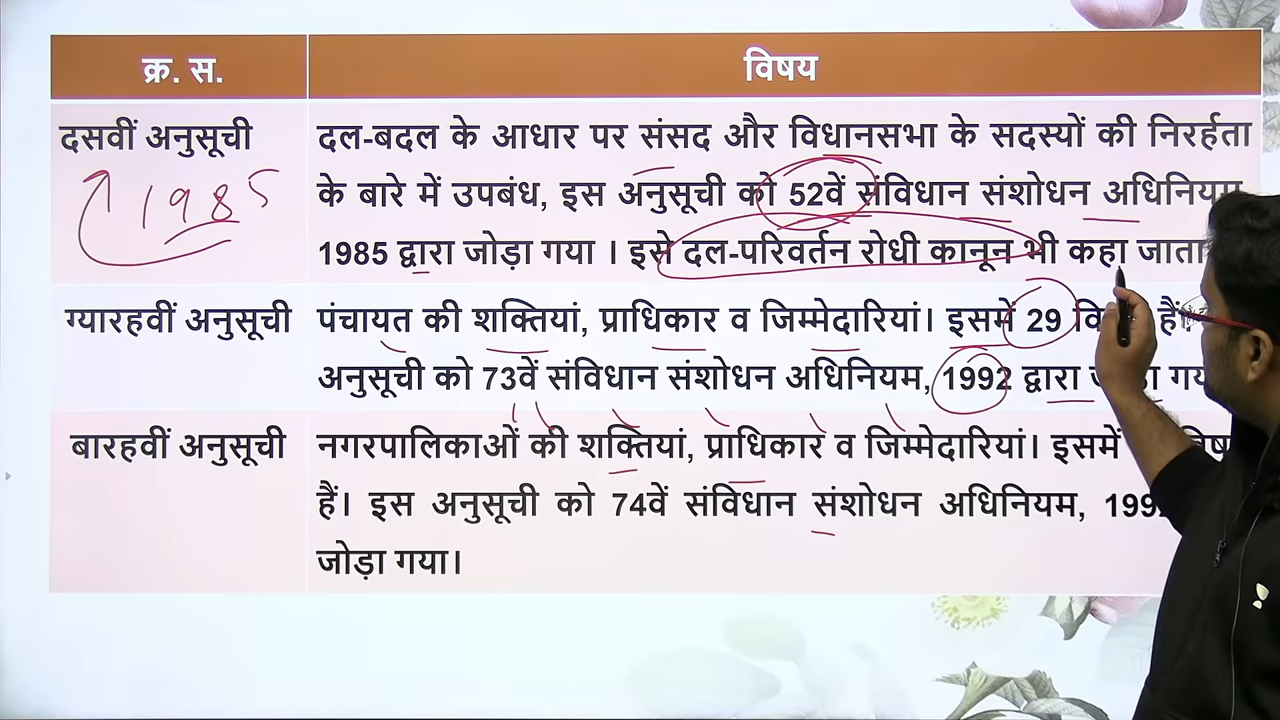 क्र. स. विषय
दसवीं अनुसूची
1985
दल-बदल के आधार पर संसद और विधानसभा के सदस्यों की निरर्हता
के बारे में उपबंध, इस अनुसूची को 52वें संविधान संशोधन अधिनियम,
1985 द्वारा जोड़ा गया । इसे दल-परिवर्तन रोधी कानून भी कहा जाता
ग्यारहवीं अनुसूची
पंचायत की शक्तियां, प्राधिकार व जिम्मेदारियां। इसमें 29 हैं।
अनुसूची को 73वें संविधान संशोधन अधिनियम, 1992 द्वारा
बारहवीं अनुसूची
नगरपालिकाओं की शक्तियां, प्राधिकार व जिम्मेदारियां। इसमें
हैं। इस अनुसूची को 74वें संविधान संशोधन अधिनियम,
जोड़ा गया।